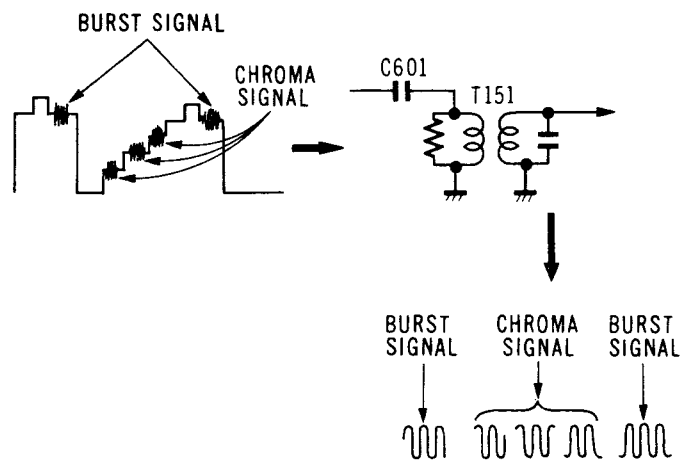 BURST SIGNAL
CHROMA
SIGNAL
C601
T151
BURST
SIGNAL
CHROMA
SIGNAL
BURST
SIGNAL